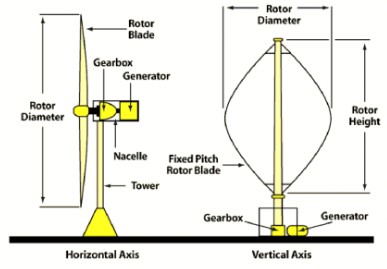 Rotor
Blade
Gearbox
Generator
Rotor
Diameter
Nacelle
Tower
Horizontal Axis
Rotor
Diameter
Rotor
Height
Fixed Pitch
Rotor Blade
Gearbox
Generator
Vertical Axis